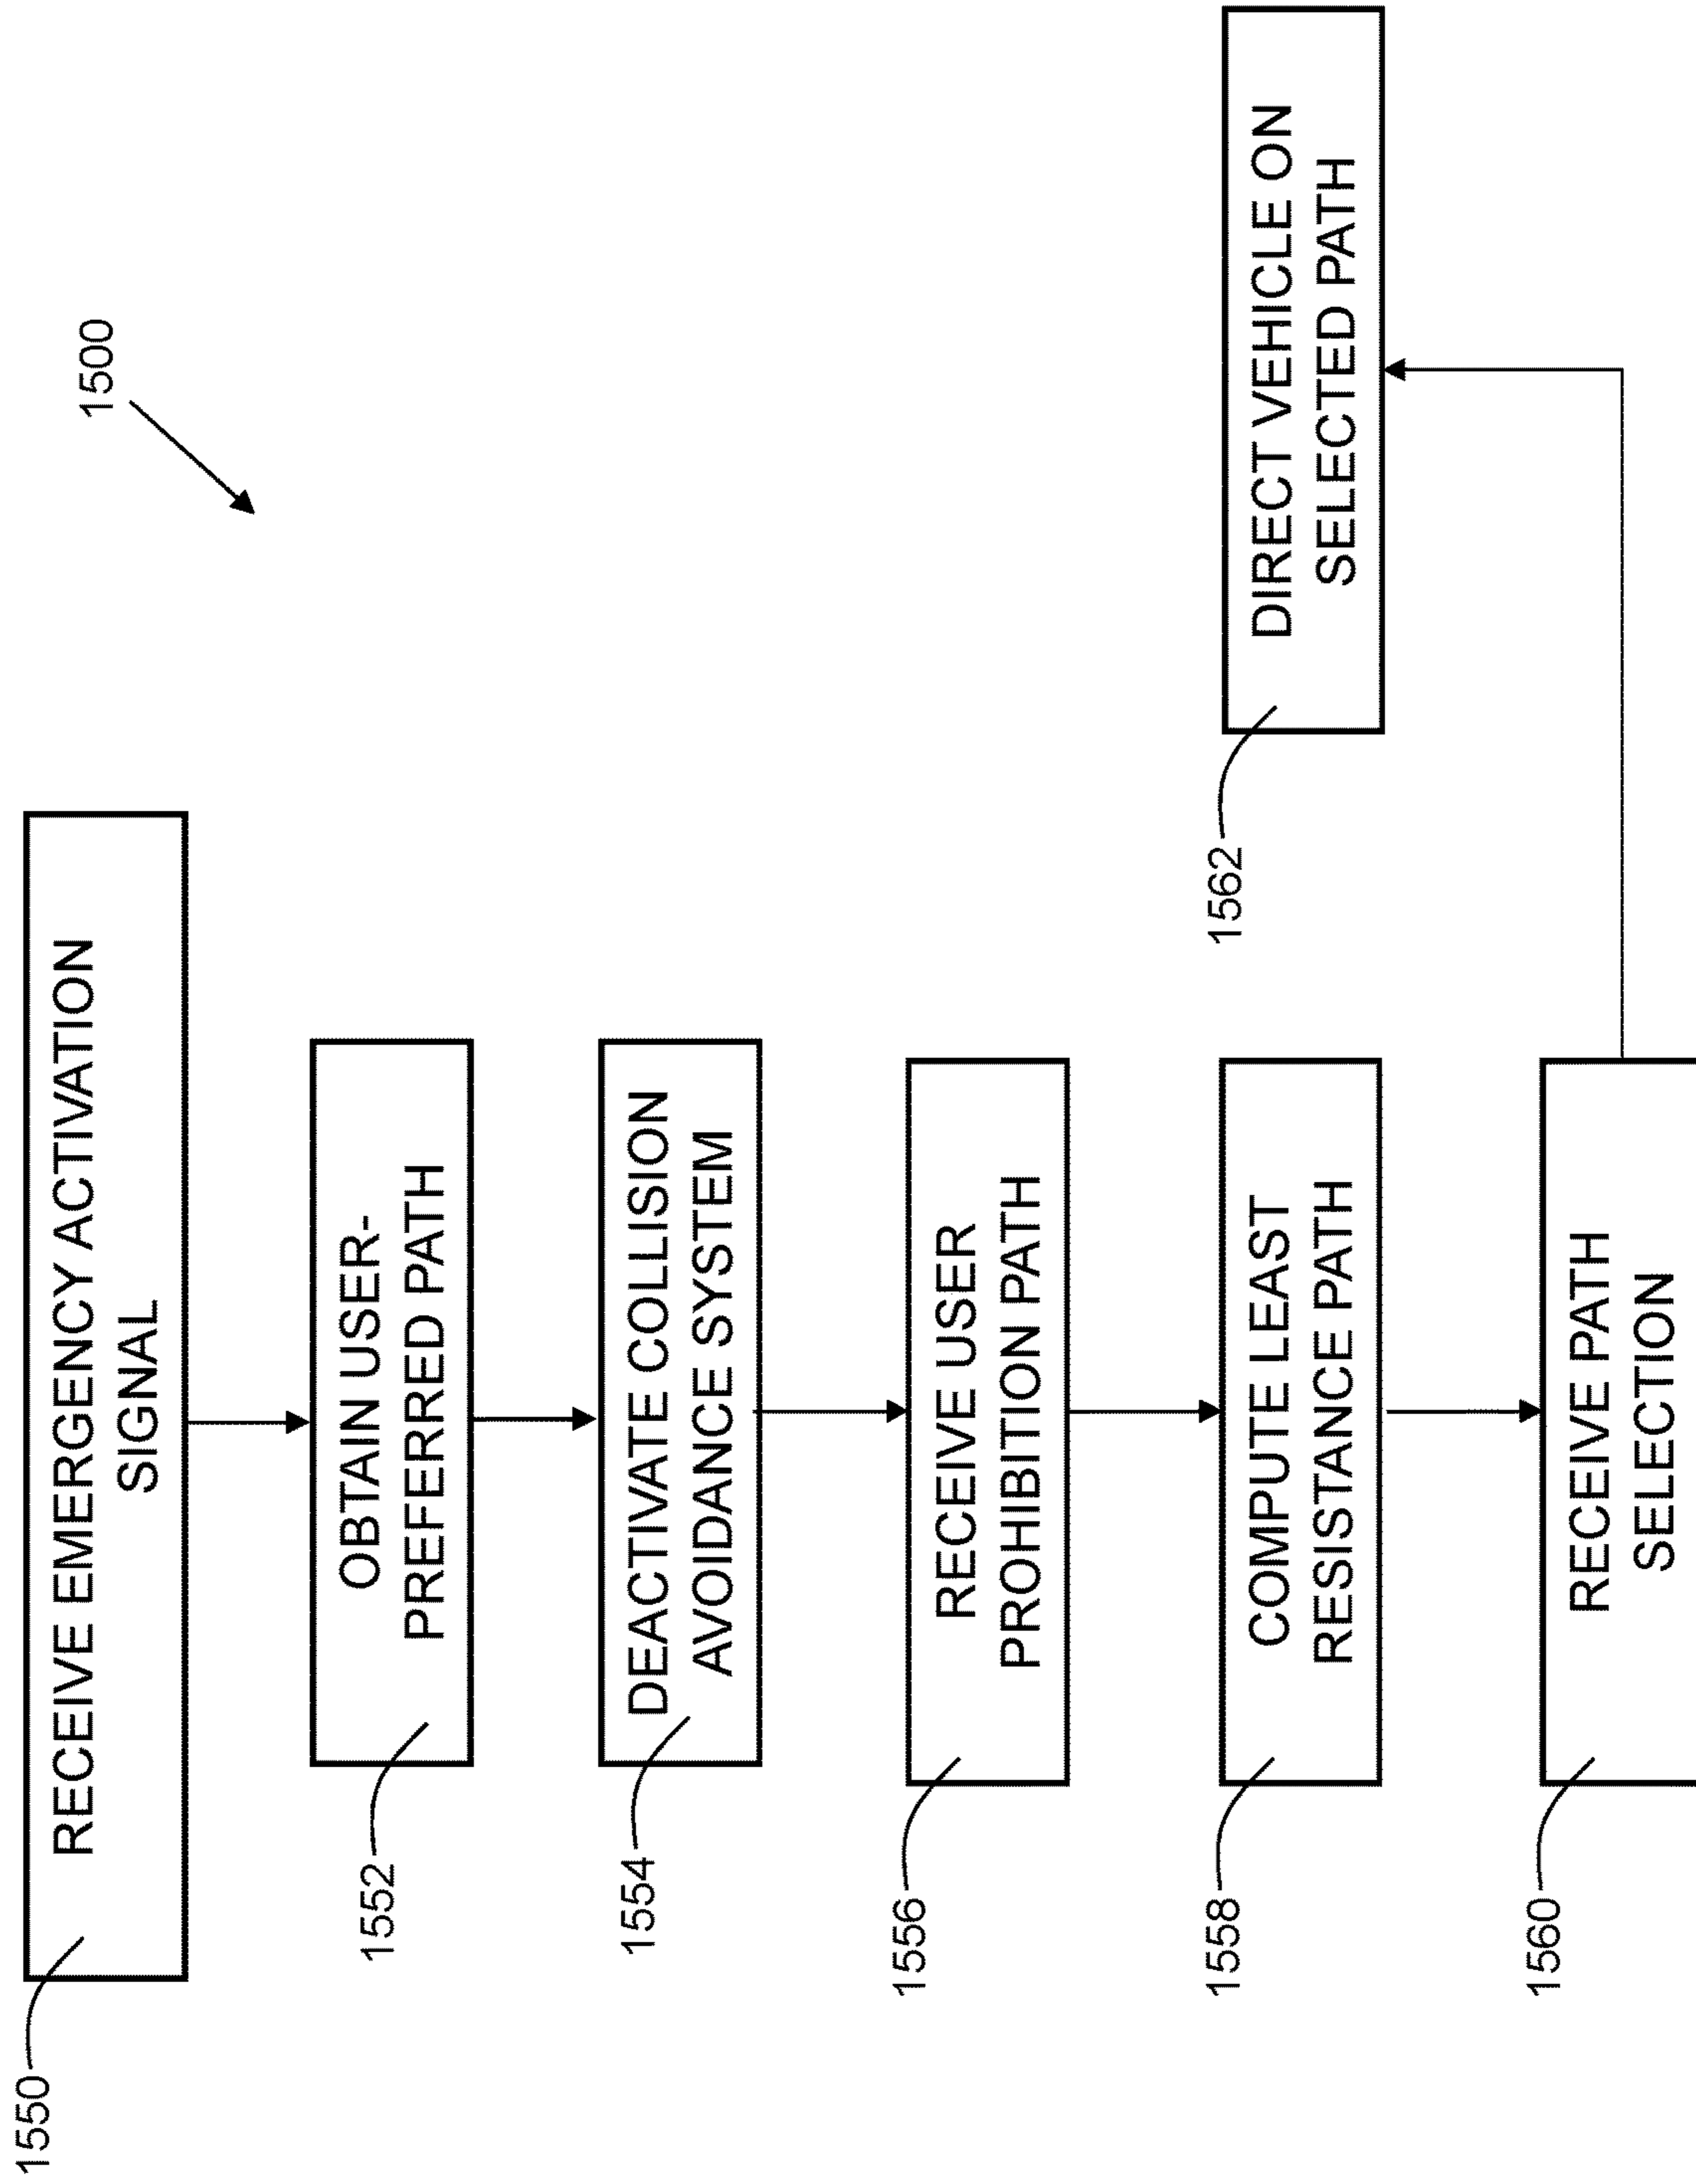 1500
1550
RECEIVE EMERGENCY ACTIVATION
SIGNAL
1552
OBTAIN USER-
PREFERRED PATH
1554
DEACTIVATE COLLISION
AVOIDANCE SYSTEM
1556
RECEIVE USER
PROHIBITION PATH
1558
COMPUTE LEAST
RESISTANCE PATH
1560
RECEIVE PATH
SELECTION
1562
DIRECT VEHICLE ON
SELECTED PATH